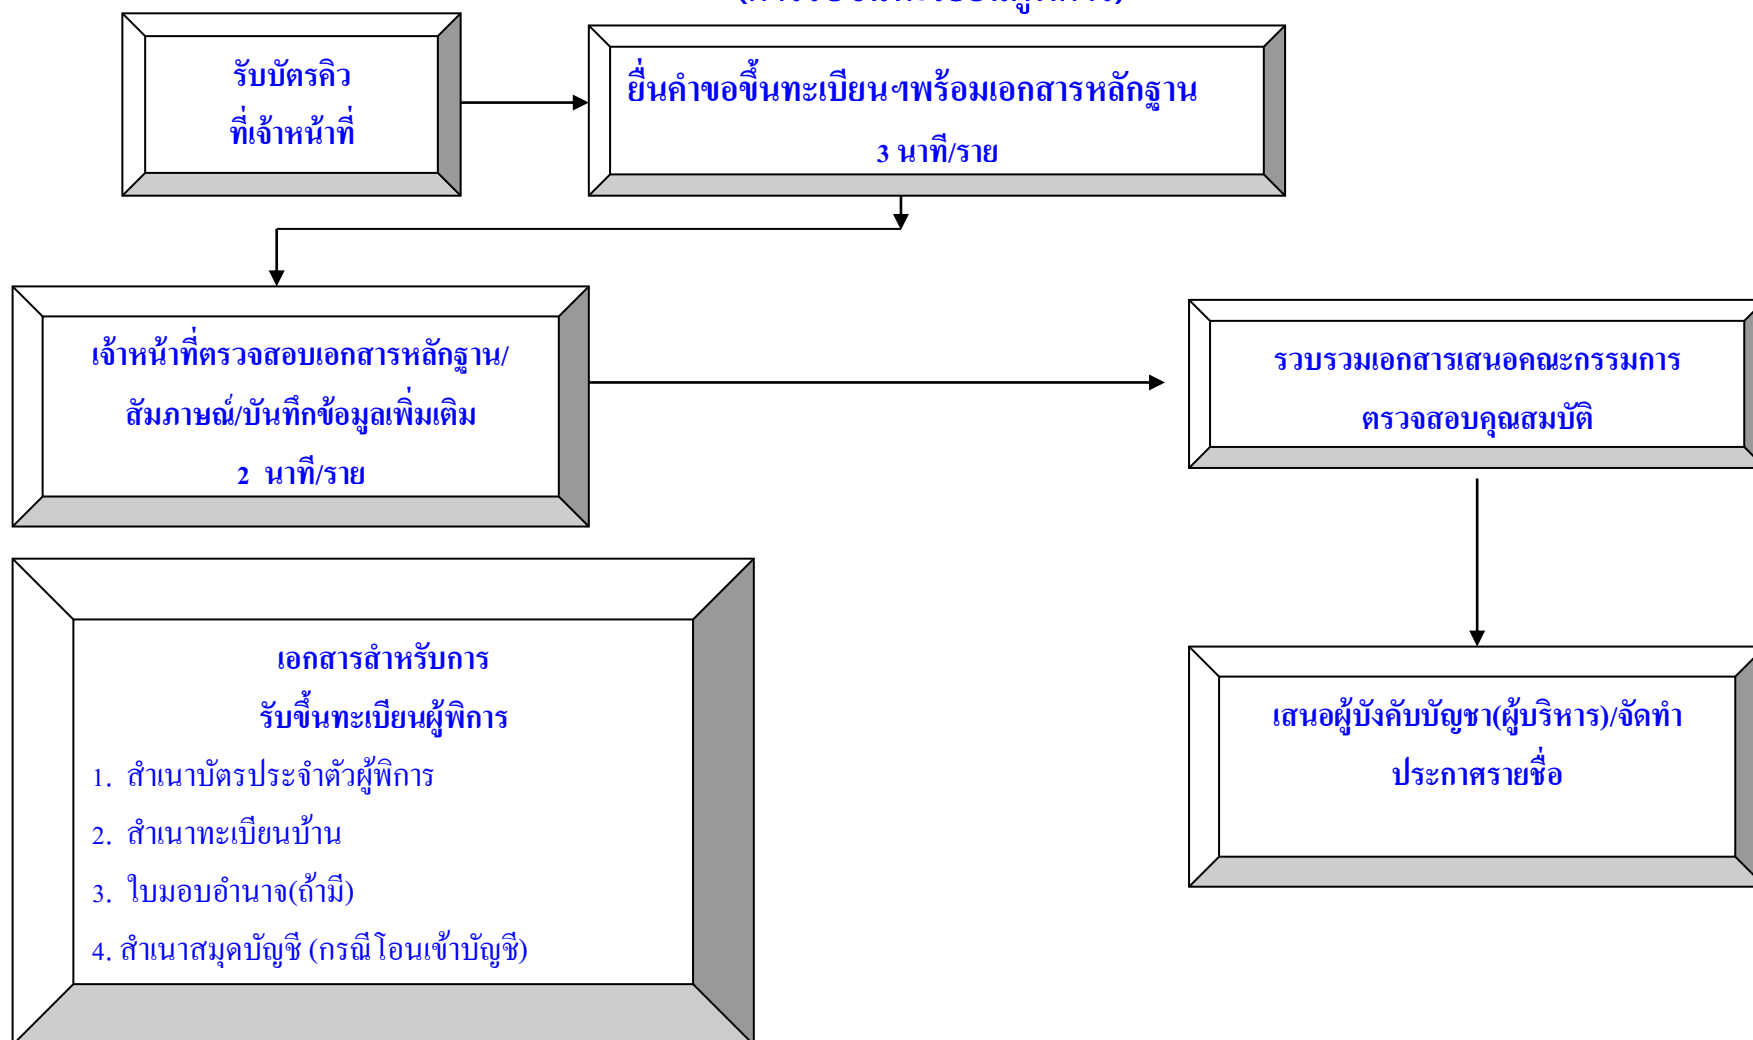 รับบัตรคิว
ที่เจ้าหน้าที่
ยื่นคำขอขึ้นทะเบียนฯพร้อมเอกสารหลักฐาน
3 นาที/ราย
เจ้าหน้าที่ตรวจสอบเอกสารหลักฐาน/
สัมภาษณ์/บันทึกข้อมูลเพิ่มเติม
2 นาที/ราย
รวบรวมเอกสารเสนอคณะกรรมการ
ตรวจสอบคุณสมบัติ
เสนอผู้บังคับบัญชา(ผู้บริหาร)/จัดทำ
ประกาศรายชื่อ
เอกสารสำหรับการ
รับขึ้นทะเบียนผู้พิการ
1. สำเนาบัตรประจำตัวผู้พิการ
2. สำเนาทะเบียนบ้าน
3. ใบมอบอำนาจ(ถ้ามี)
4. สำเนาสมุดบัญชี (กรณีโอนเข้าบัญชี)